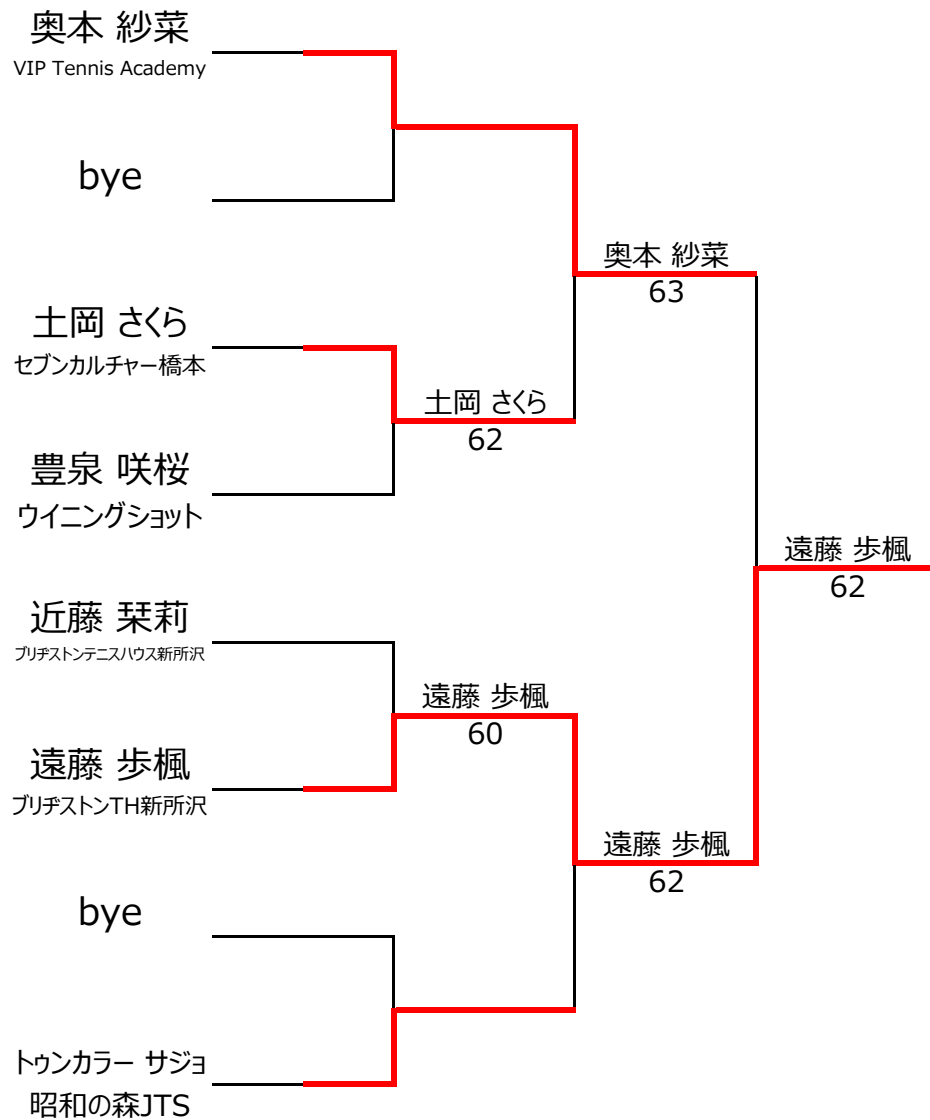 奥本 紗菜
VIP Tennis Academy
bye
奥本 紗菜
63
土岡 さくら
セブンカルチャー橋本
土岡 さくら
62
豊泉 咲桜
ウイニングショット
遠藤 歩楓
62
近藤 栞莉
ブリヂストンテニスハウス新所沢
遠藤 歩楓
60
遠藤 歩楓
ブリヂストンTH新所沢
遠藤 歩楓
62
bye
トゥンカラー サジョ
昭和の森JTS